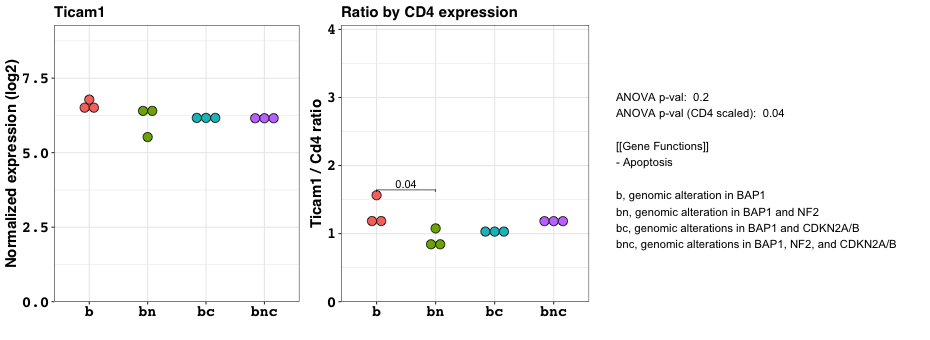 Ticam1
Normalized expression (log2)
7.5
5.0
2.5
0.0
b
bn
bc
bnc
Ratio by CD4 expression
Ticam1 / Cd4 ratio
4
3
2
1
0
0.04
b
bn
bc
bnc
ANOVA p-val: 0.2
ANOVA p-val (CD4 scaled): 0.04
[[Gene Functions]]
- Apoptosis
b, genomic alteration in BAP1
bn, genomic alteration in BAP1 and NF2
bc, genomic alterations in BAP1 and CDKN2A/B
bnc, genomic alterations in BAP1, NF2, and CDKN2A/B